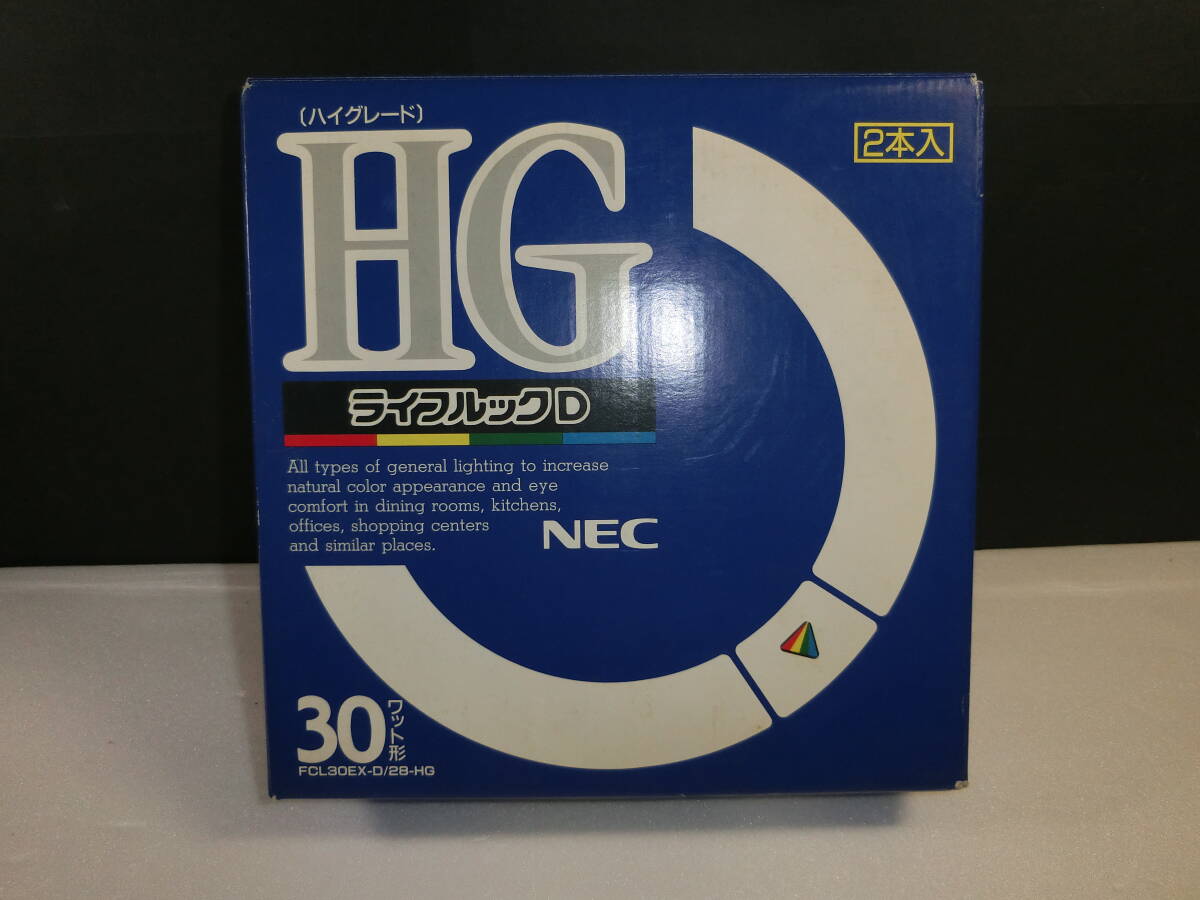 〔ハイグレード〕
HG
2本入
ライフルックD
All types of general lighting to increase
natural color appearance and eye
comfort in dining rooms, kitchens,
offices, shopping centers
and similar places.
NEC
30ワット形
FCL30EX-D/28-HG